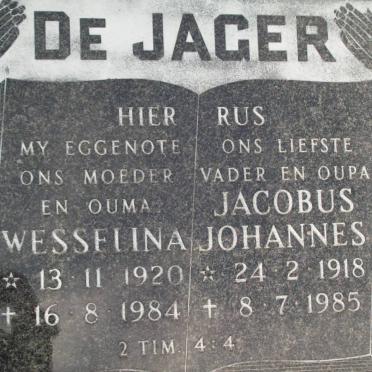 DE JAGER
HIER RUS
MY EGGENOTE
ONS MOEDER
EN OUMA
WESSELINA
☆ 13·11 1920
✝ 16·8·1984
ONS LIEFSTE
VADER EN OUPA
JACOBUS
JOHANNES
☆ 24·2·1918
✝ 8·7·1985
2 TIM. 4:4